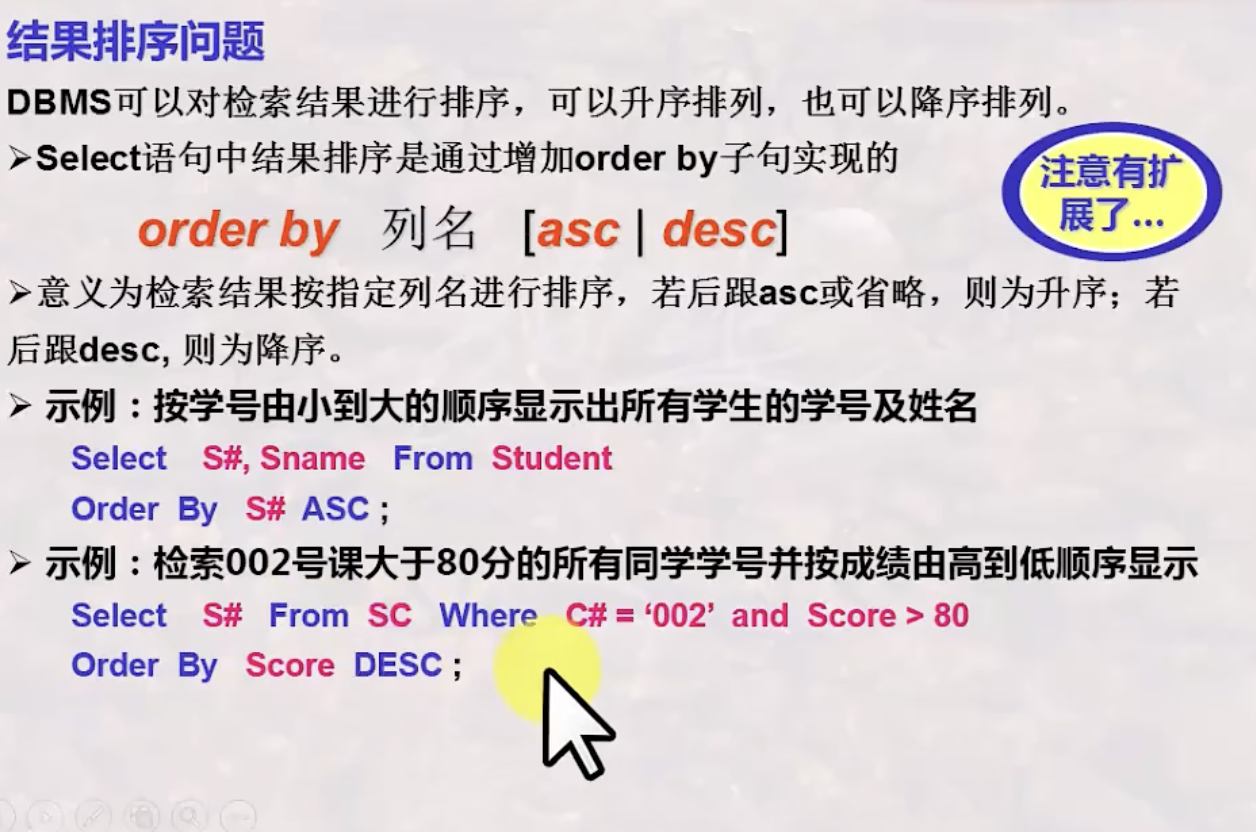 结果排序问题
DBMS可以对检索结果进行排序，可以升序排列，也可以降序排列。
➢Select语句中结果排序是通过增加order by子句实现的
注意有扩
展了...
order by 列名 [asc | desc]
➢意义为检索结果按指定列名进行排序，若后跟asc或省略，则为升序；若
后跟desc, 则为降序。
➢ 示例：按学号由小到大的顺序显示出所有学生的学号及姓名
Select S#, Sname From Student
Order By S# ASC ;
➢ 示例：检索002号课大于80分的所有同学学号并按成绩由高到低顺序显示
Select S# From SC Where C# = ‘002’ and Score > 80
Order By Score DESC ;